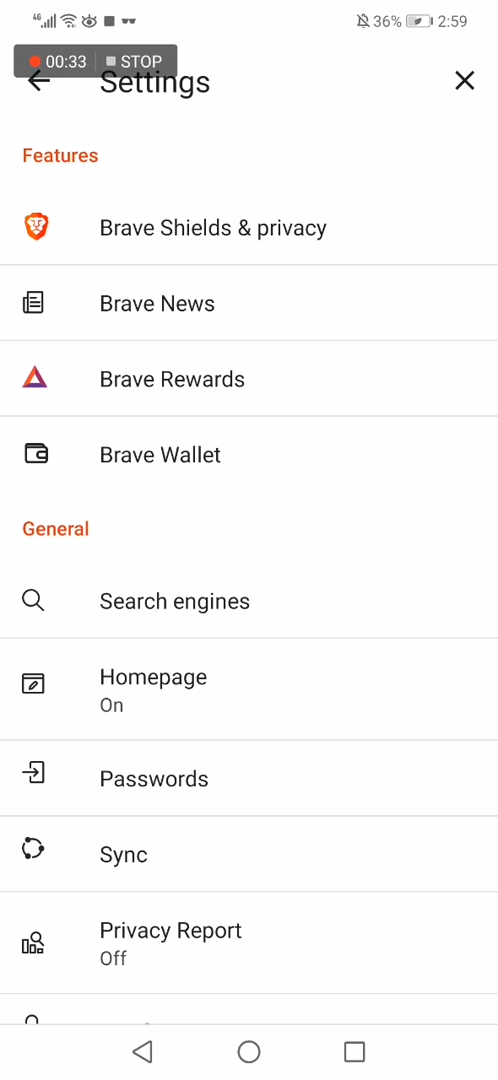 4G
36%
2:59
00:33
STOP
Settings
Features
Brave Shields & privacy
Brave News
Brave Rewards
Brave Wallet
General
Search engines
Homepage
On
Passwords
Sync
Privacy Report
Off